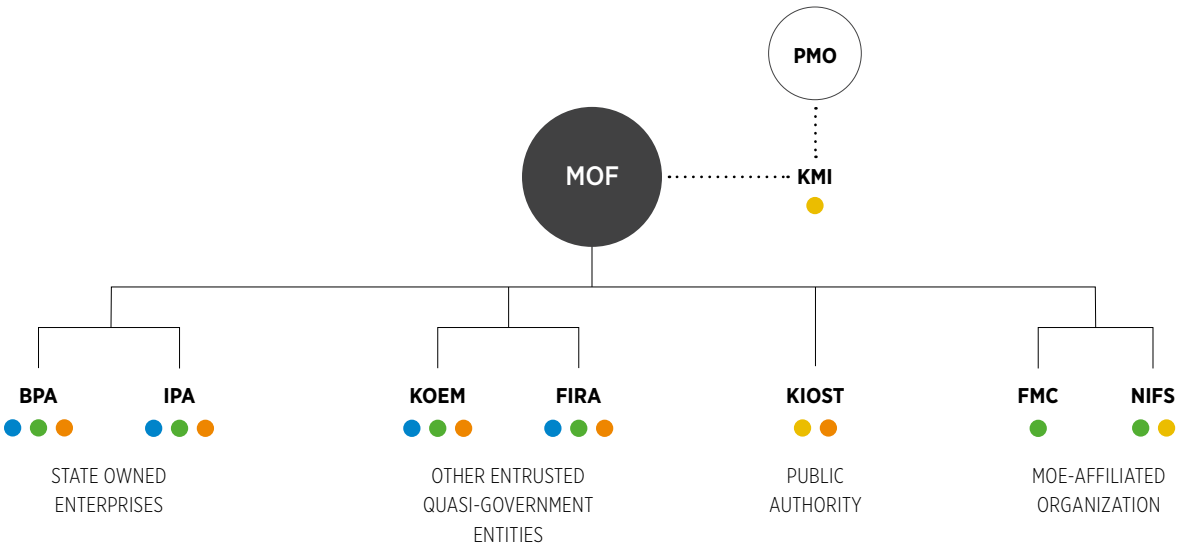 PMO
MOF
KMI
BPA
IPA
KOEM
FIRA
KIOST
FMC
NIFS
STATE OWNED
ENTERPRISES
OTHER ENTRUSTED
QUASI-GOVERNMENT
ENTITIES
PUBLIC
AUTHORITY
MOE-AFFILIATED
ORGANIZATION